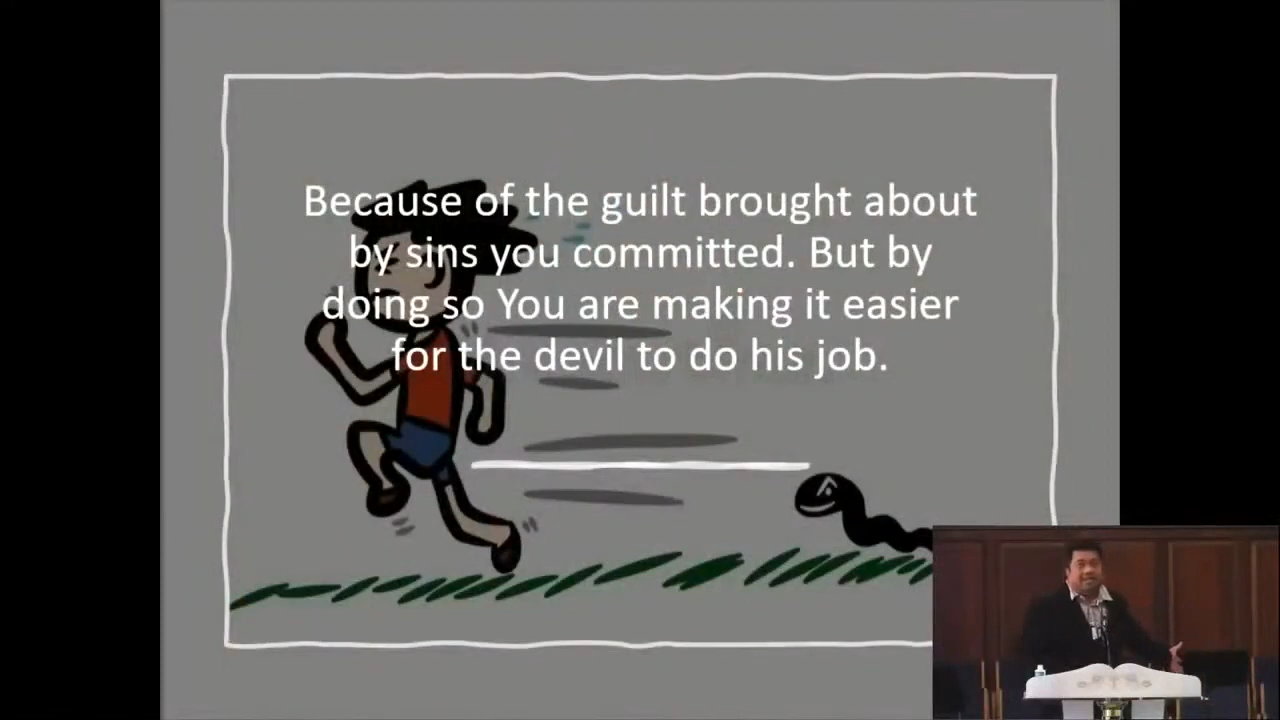 Because of the guilt brought about
by sins you committed. But by
doing so You are making it easier
for the devil to do his job.